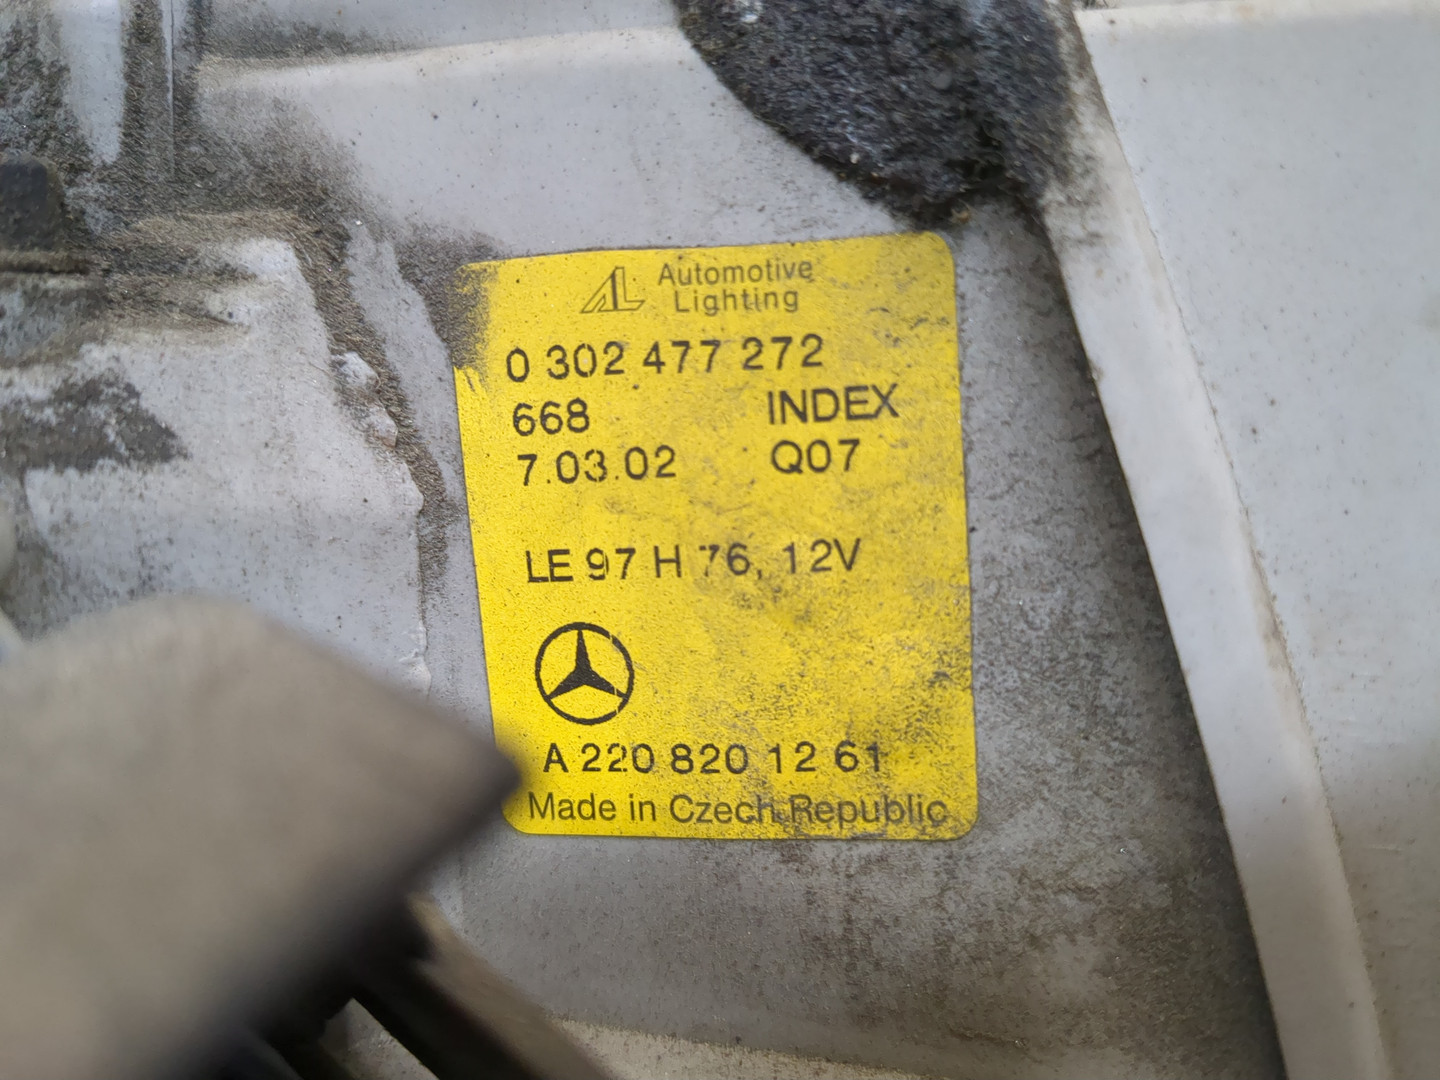 AL Automotive
Lighting
0 302 477 272
668 INDEX
7.03.02 Q07
LE 97 H 76, 12V
A 220 820 12 61
Made in Czech Republic